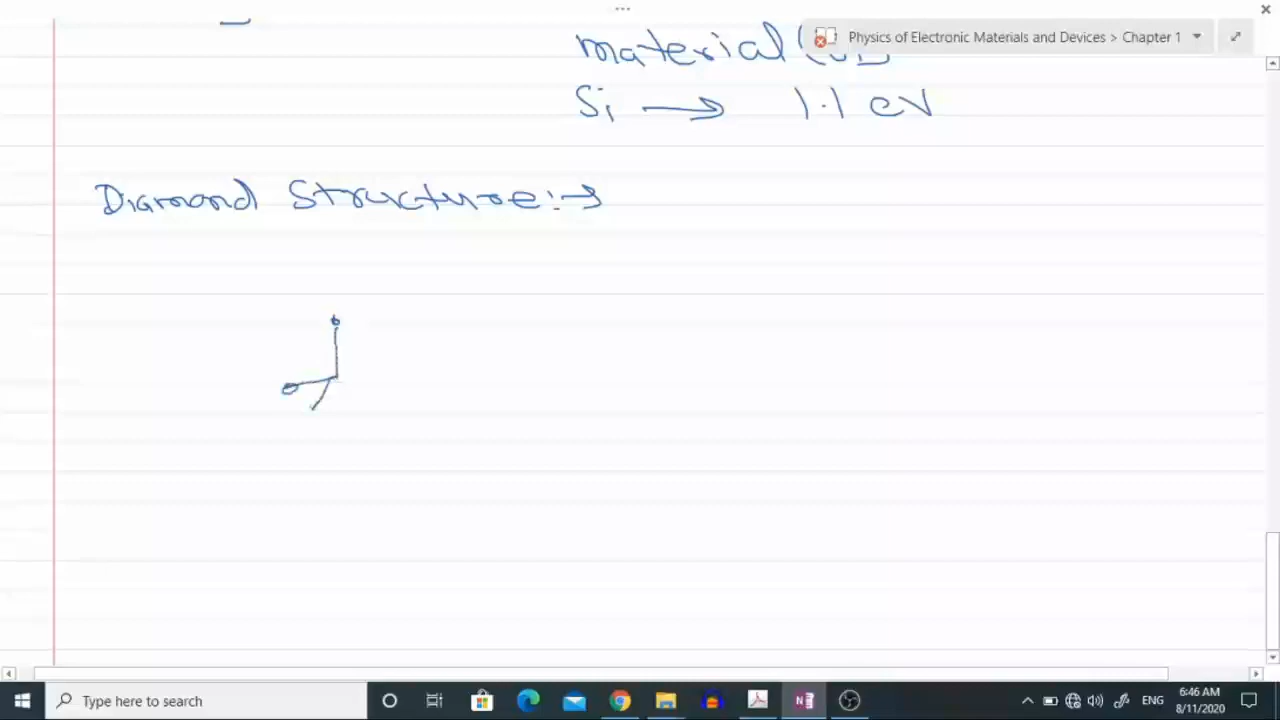 Physics of Electronic Materials and Devices > Chapter 1
material
Si → 1.1 eV
Diamond Structure:→
Type here to search
ENG
6:46 AM
8/11/2020